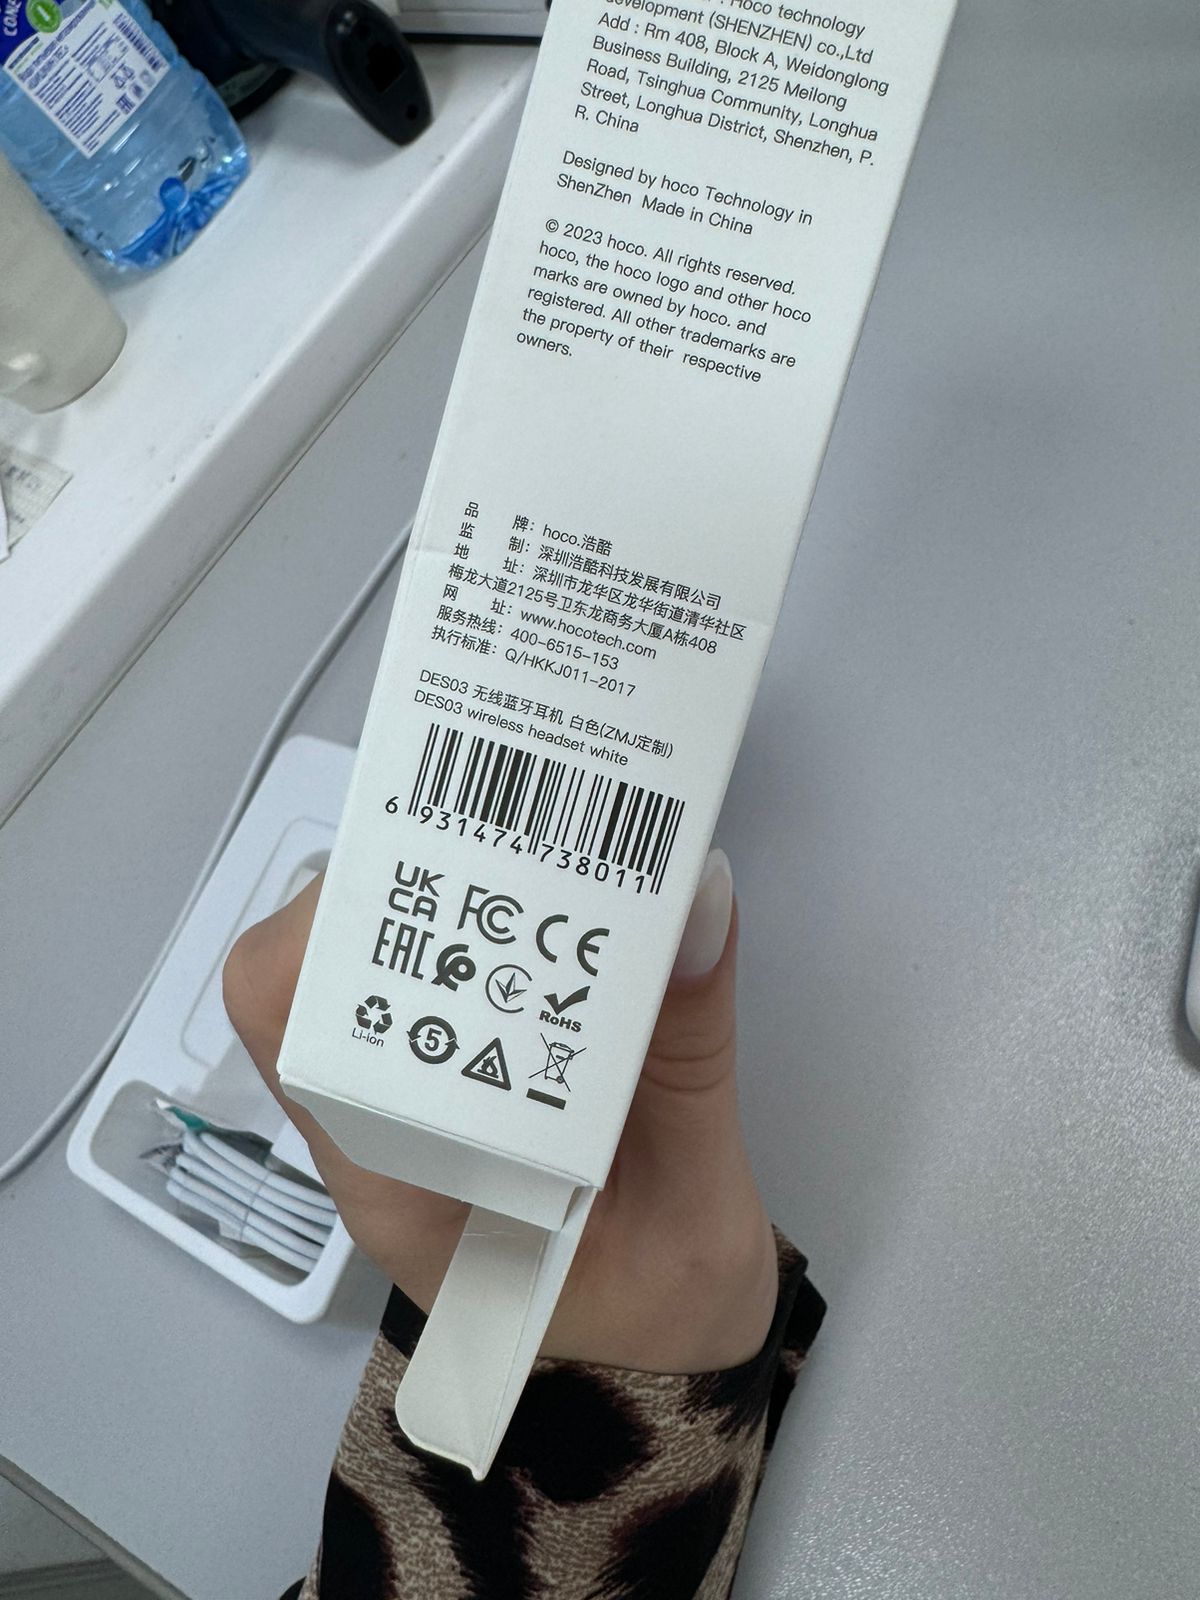 : Hoco technology
development (SHENZHEN) co.,Ltd
Add : Rm 408, Block A, Weidonglong
Business Building, 2125 Meilong
Road, Tsinghua Community, Longhua
Street, Longhua District, Shenzhen, P.
R. China
Designed by hoco Technology in
ShenZhen Made in China
© 2023 hoco. All rights reserved.
hoco, the hoco logo and other hoco
marks are owned by hoco. and
registered. All other trademarks are
the property of their respective
owners.
品 牌: hoco.浩酷
监 制: 深圳浩酷科技发展有限公司
地 址: 深圳市龙华区龙华街道清华社区
梅龙大道2125号卫东龙商务大厦A栋408
网 址: www.hocotech.com
服务热线: 400-6515-153
执行标准: Q/HKKJ011-2017
DES03 无线蓝牙耳机 白色(ZMJ定制)
DES03 wireless headset white
6 931474 738011
UK
CA FC CE
EAC
RoHS
Li-ion
5